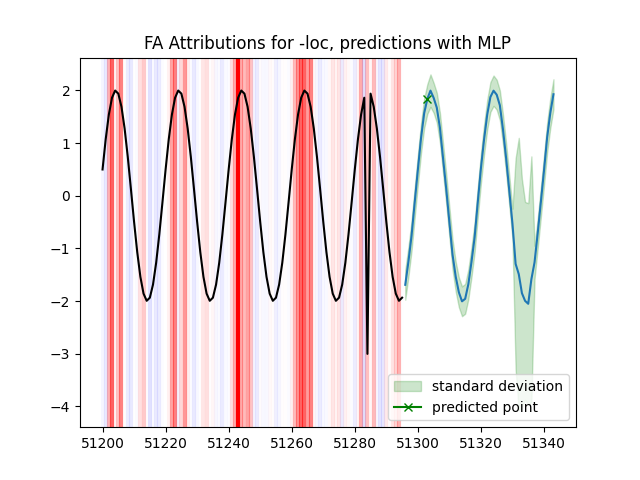 FA Attributions for -loc, predictions with MLP
2
1
0
−1
−2
−3
−4
standard deviation
predicted point
51200 51220 51240 51260 51280 51300 51320 51340